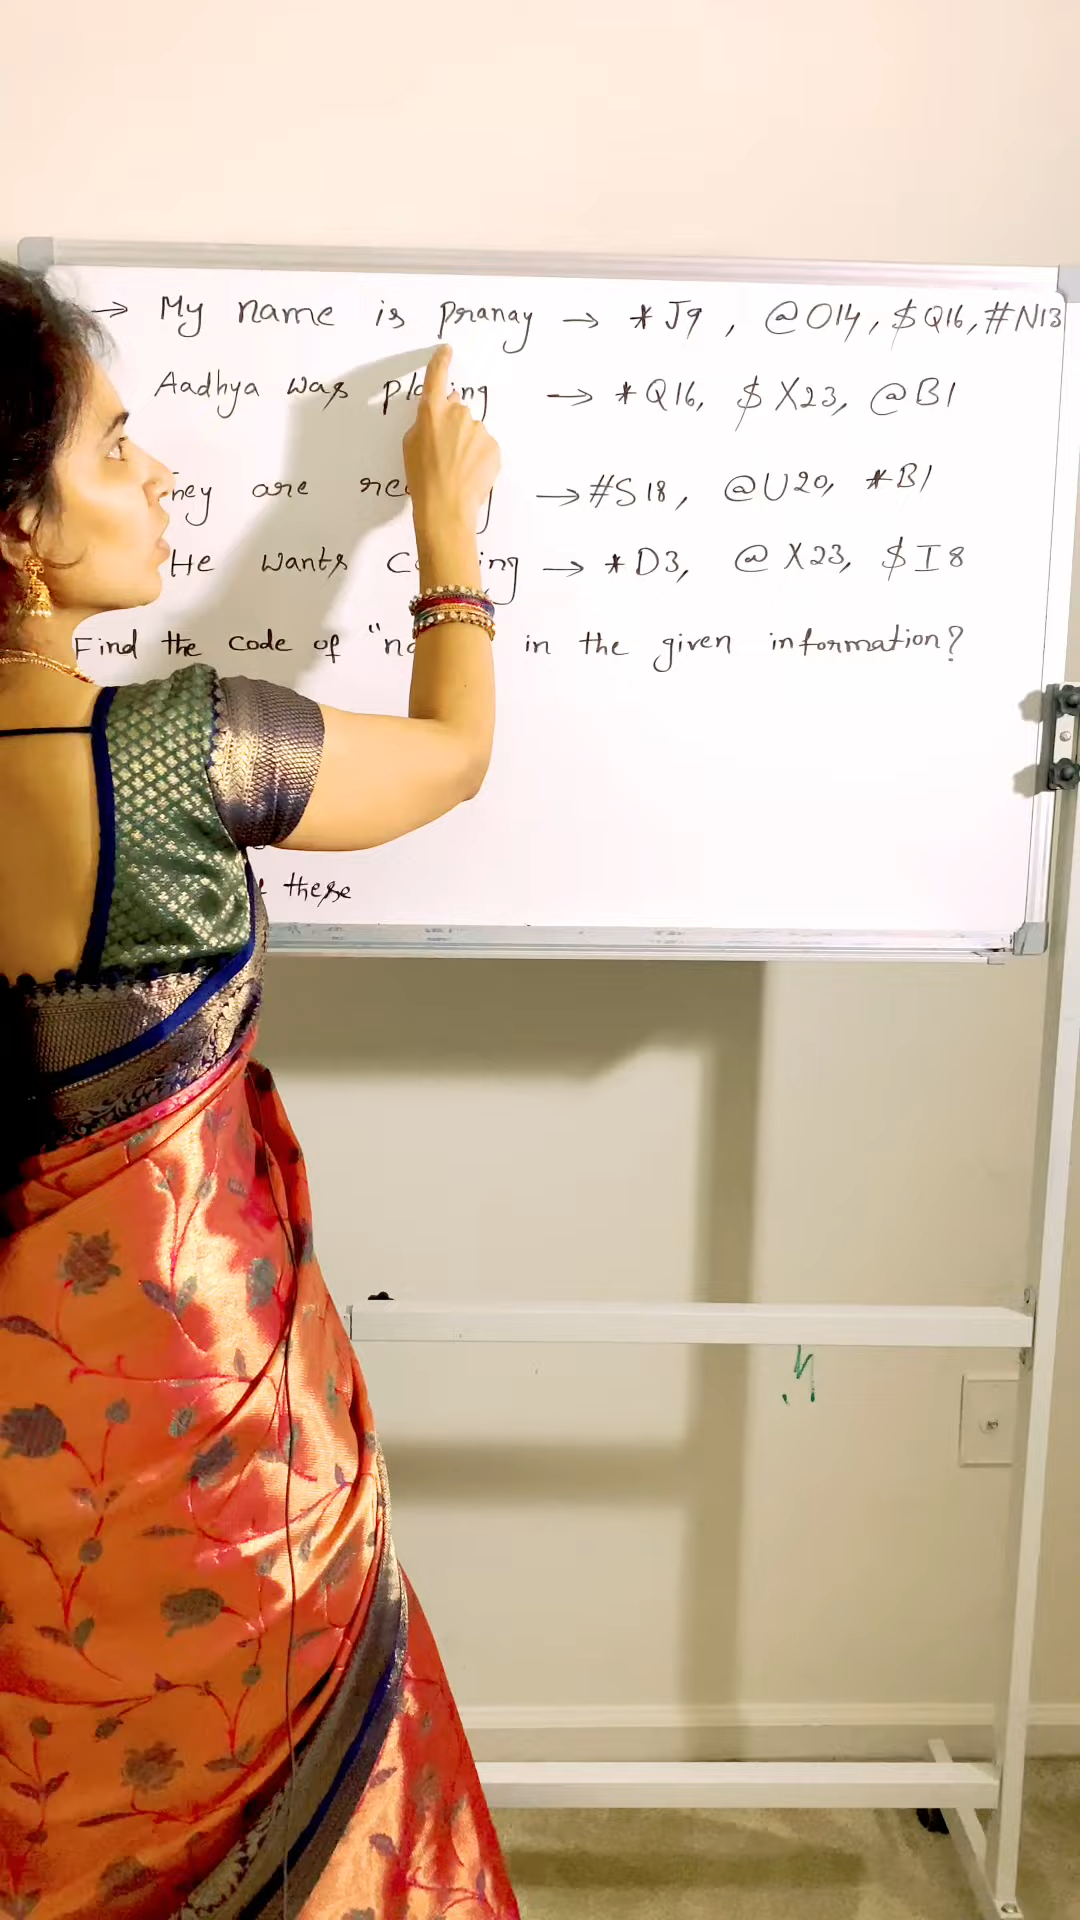 → My name is pranay → *J9, @O14, $Q16, #N13
Aadhya was → *Q16, $X23, @B1
are → #S18, @U20, *B1
He wants → *D3, @X23, $I8
Find the code of in the given information?
these